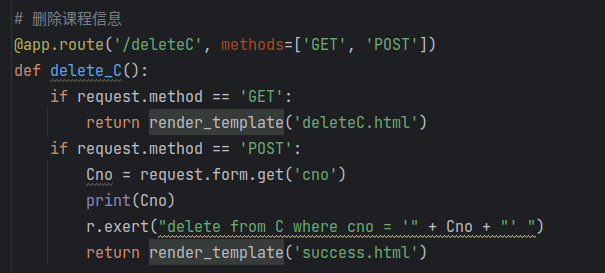 # 删除课程信息
@app.route('/deleteC', methods=['GET', 'POST'])
def delete_C():
    if request.method == 'GET':
        return render_template('deleteC.html')
    if request.method == 'POST':
        Cno = request.form.get('cno')
        print(Cno)
        r.exert("delete from C where cno = '" + Cno + "' ")
        return render_template('success.html')